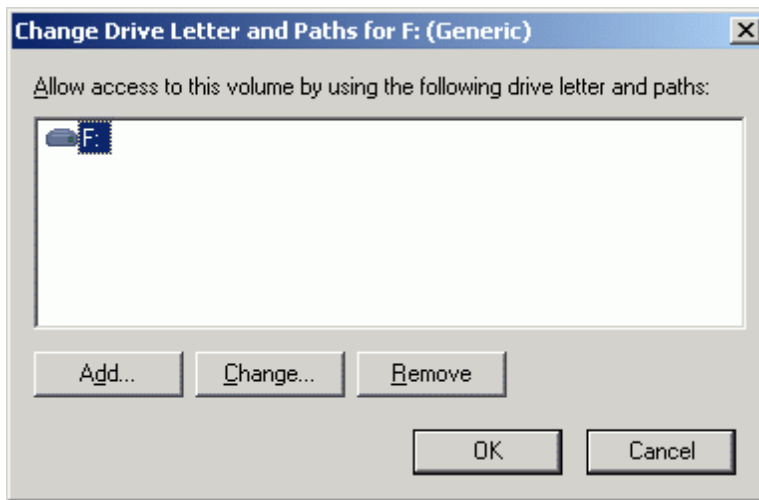 Change Drive Letter and Paths for F: (Generic)
Allow access to this volume by using the following drive letter and paths:
F:
Add... Change... Remove
OK Cancel